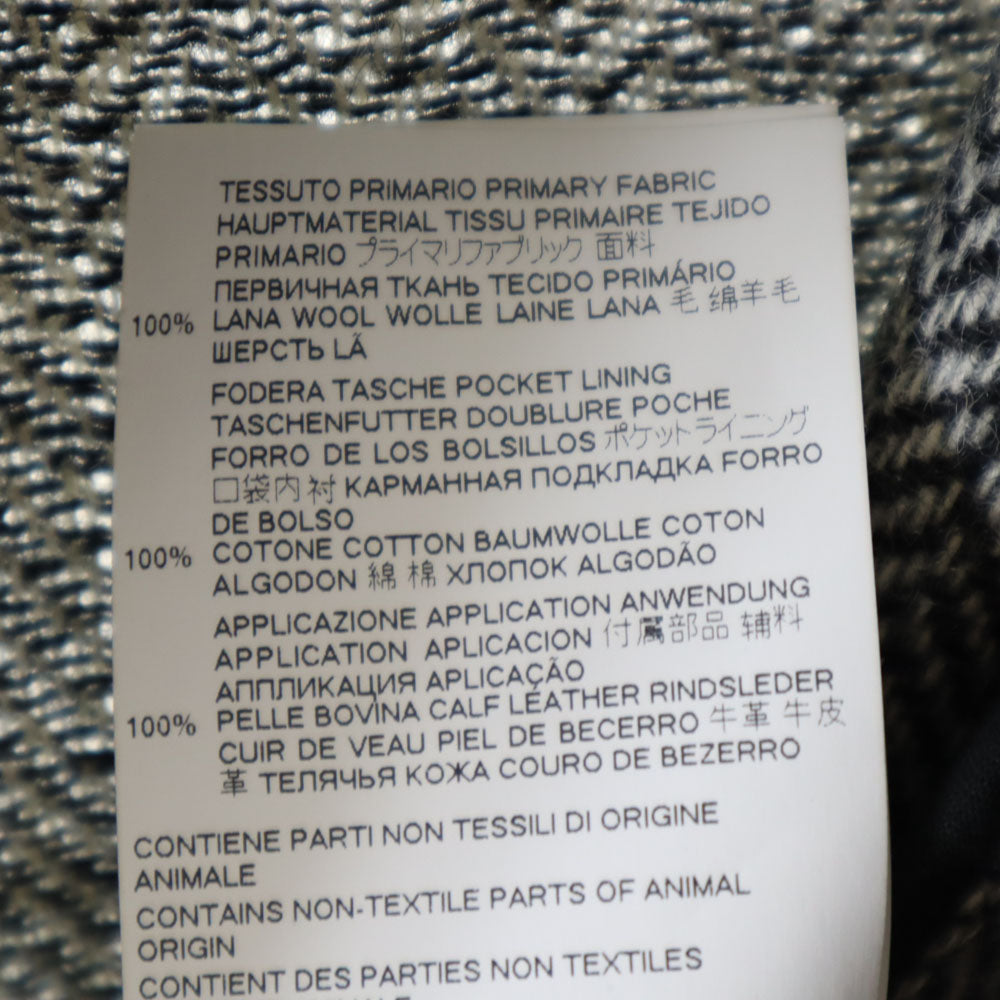 TESSUTO PRIMARIO PRIMARY FABRIC
HAUPTMATERIAL TISSU PRIMAIRE TEJIDO
PRIMARIO プライマリファブリック 面料
ПЕРВИЧНАЯ ТКАНЬ TECIDO PRIMÁRIO
100% LANA WOOL WOLLE LAINE LANA 毛 绵羊毛
ШЕРСТЬ LÃ
FODERA TASCHE POCKET LINING
TASCHENFUTTER DOUBLURE POCHE
FORRO DE LOS BOLSILLOS ポケットライニング
口袋内衬 КАРМАННАЯ ПОДКЛАДКА FORRO
DE BOLSO
100% COTONE COTTON BAUMWOLLE COTON
ALGODON 綿 棉 ХЛОПОК ALGODÃO
APPLICAZIONE APPLICATION ANWENDUNG
APPLICATION APLICACION 付属部品 辅料
АППЛИКАЦИЯ APLICAÇÃO
100% PELLE BOVINA CALF LEATHER RINDSLEDER
CUIR DE VEAU PIEL DE BECERRO 牛革 牛皮
革 ТЕЛЯЧЬЯ КОЖА COURO DE BEZERRO
CONTIENE PARTI NON TESSILI DI ORIGINE
ANIMALE
CONTAINS NON-TEXTILE PARTS OF ANIMAL
ORIGIN
CONTIENT DES PARTIES NON TEXTILES